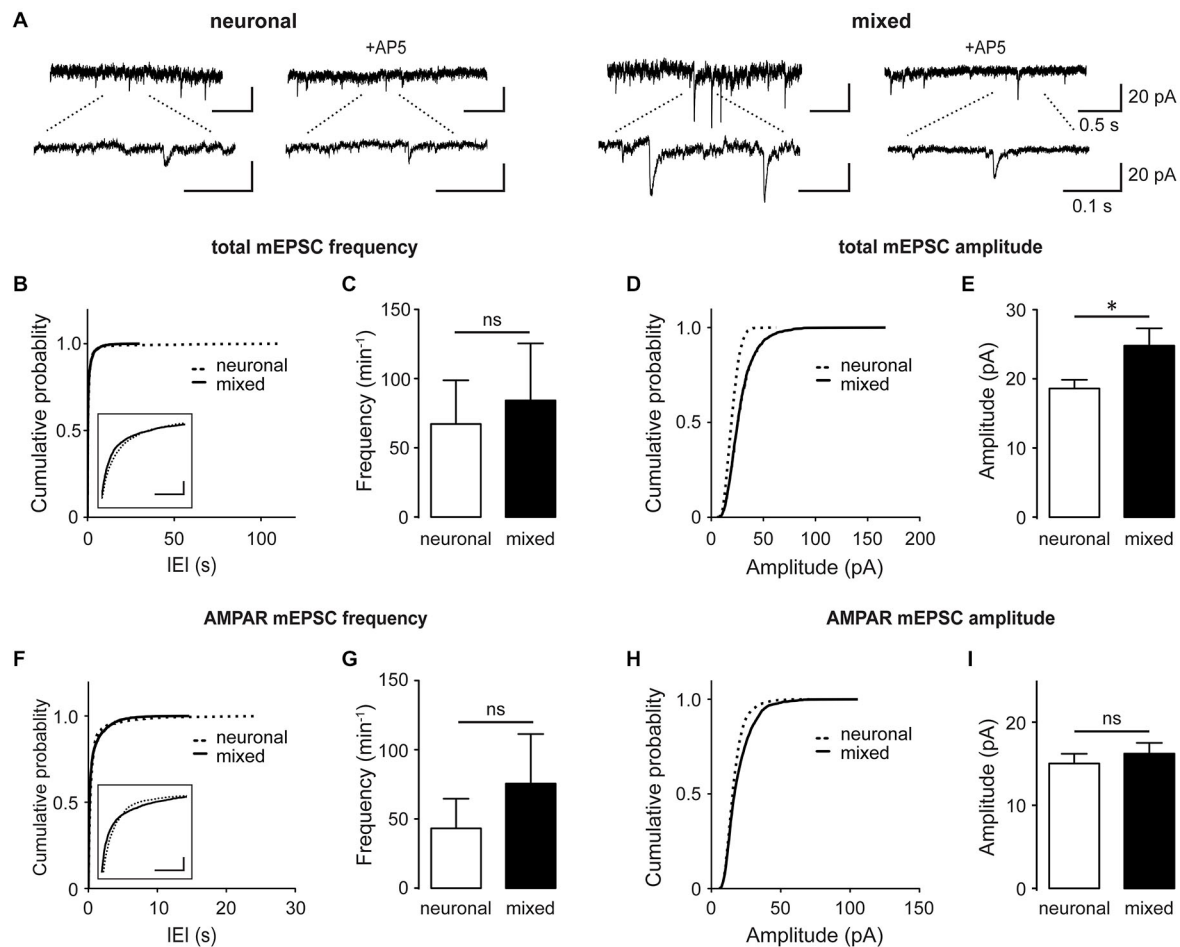 A
neuronal
mixed
+AP5
+AP5
20 pA
0.5 s
20 pA
0.1 s
total mEPSC frequency
total mEPSC amplitude
B
C
D
E
Cumulative probablity
1.0
0.5
0
0
50
100
IEI (s)
neuronal
mixed
Frequency (min-1)
150
100
50
0
ns
neuronal
mixed
Cumulative probablity
1.0
0.5
0
0
50
100
150
200
Amplitude (pA)
neuronal
mixed
Amplitude (pA)
30
20
10
0
*
neuronal
mixed
AMPAR mEPSC frequency
AMPAR mEPSC amplitude
F
G
H
I
Cumulative probablity
1.0
0.5
0
0
10
20
30
IEI (s)
neuronal
mixed
Frequency (min-1)
150
100
50
0
ns
neuronal
mixed
Cumulative probablity
1.0
0.5
0
0
50
100
150
Amplitude (pA)
neuronal
mixed
Amplitude (pA)
20
10
0
ns
neuronal
mixed